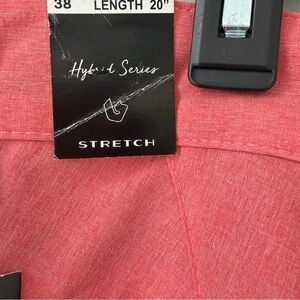 38 LENGTH 20"
Hybrid Series
STRETCH